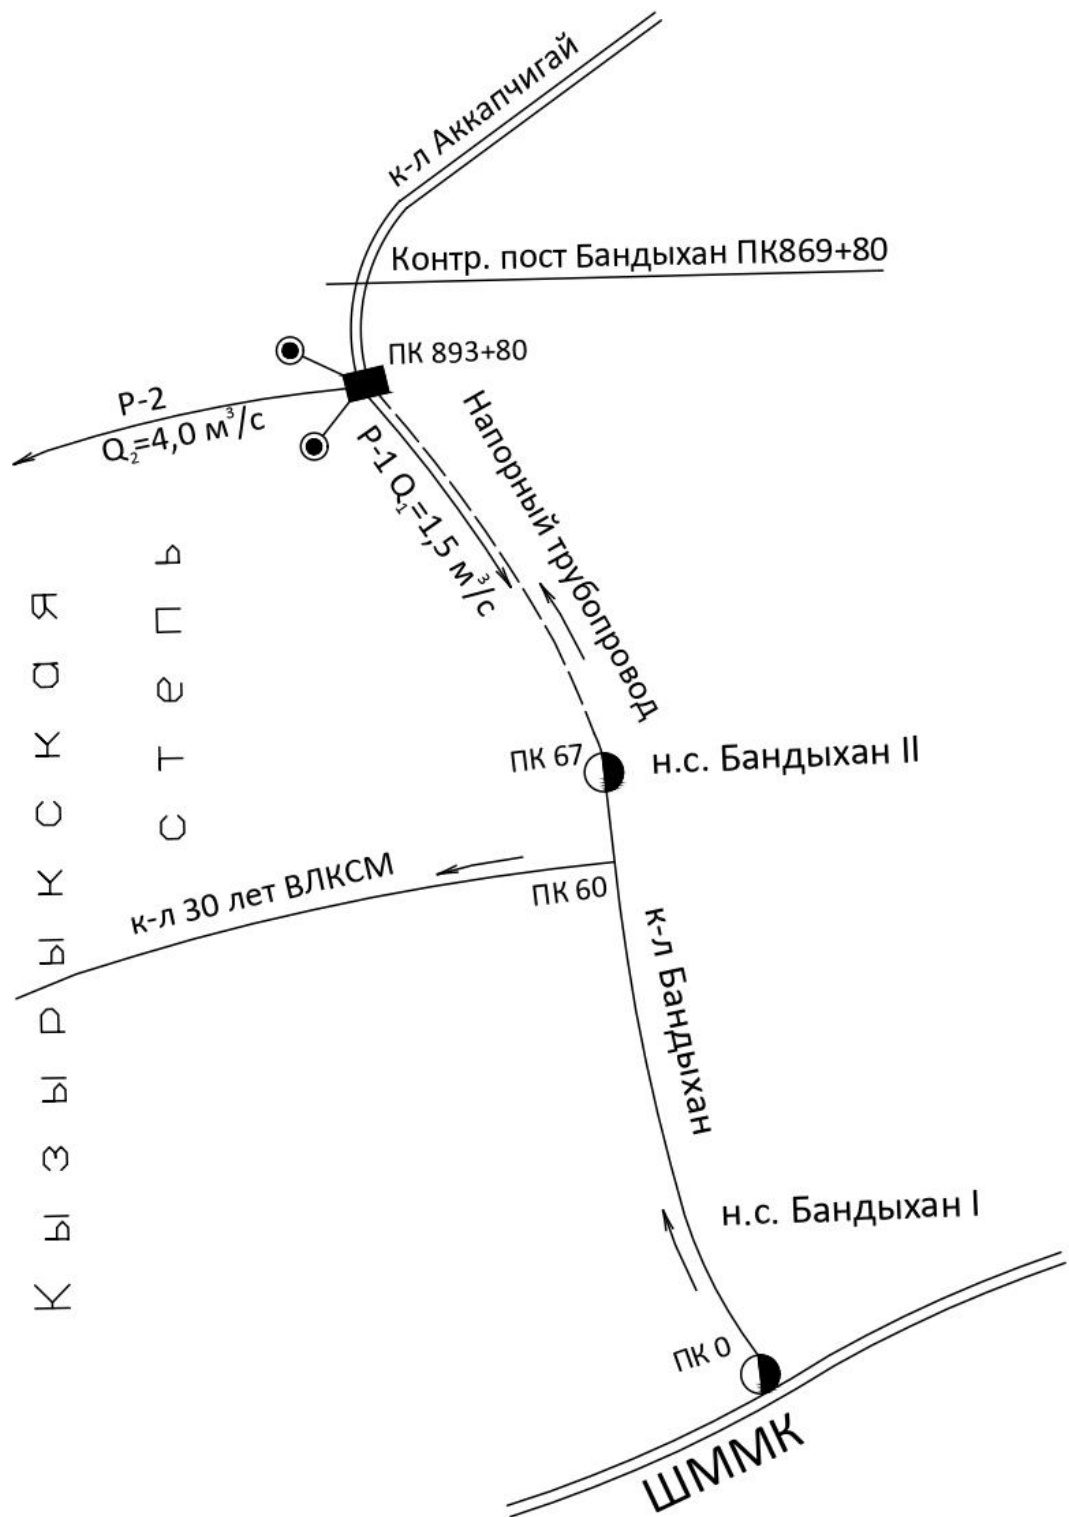 к-л Аккапчигай
Контр. пост Бандыхан ПК869+80
ПК 893+80
Р-2
Q₂=4,0 м³/с
Р-1 Q₁=1,5 м³/с
Напорный трубопровод
Кызырыкская
степь
ПК 67
н.с. Бандыхан II
к-л 30 лет ВЛКСМ
ПК 60
к-л Бандыхан
н.с. Бандыхан I
ПК 0
ШММК